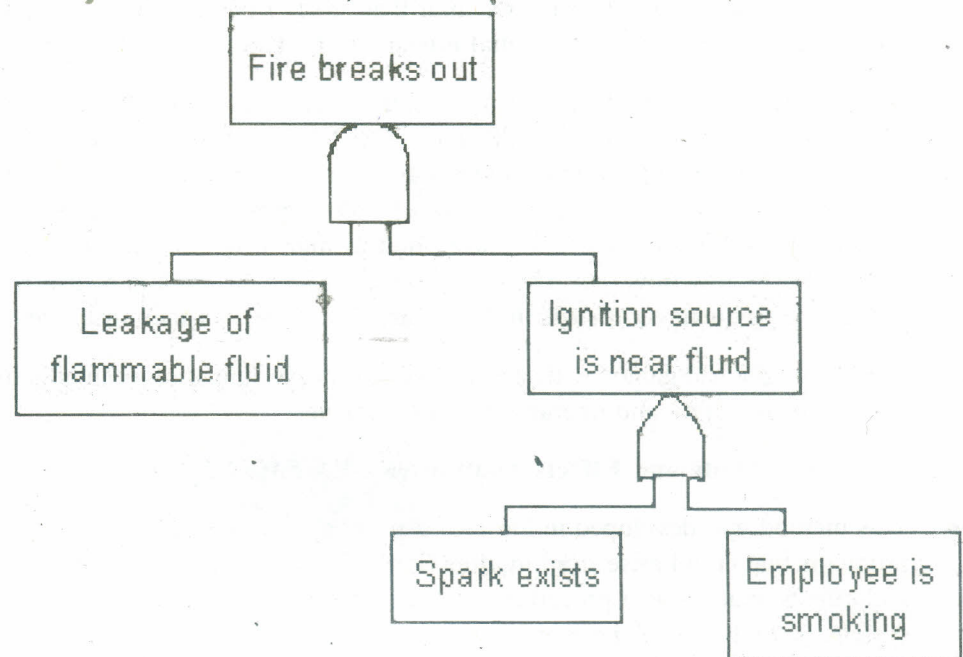 Fire breaks out
Leakage of
flammable fluid
Ignition source
is near fluid
Spark exists
Employee is
smoking